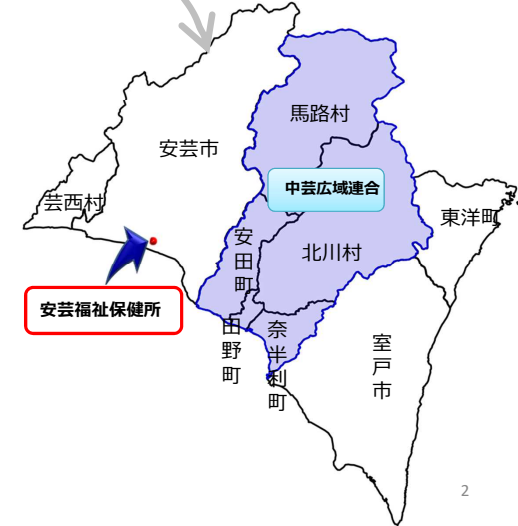 馬路村
安芸市
中芸広域連合
芸西村
東洋町
安田町
北川村
安芸福祉保健所
田野町
奈半利町
室戸市
2